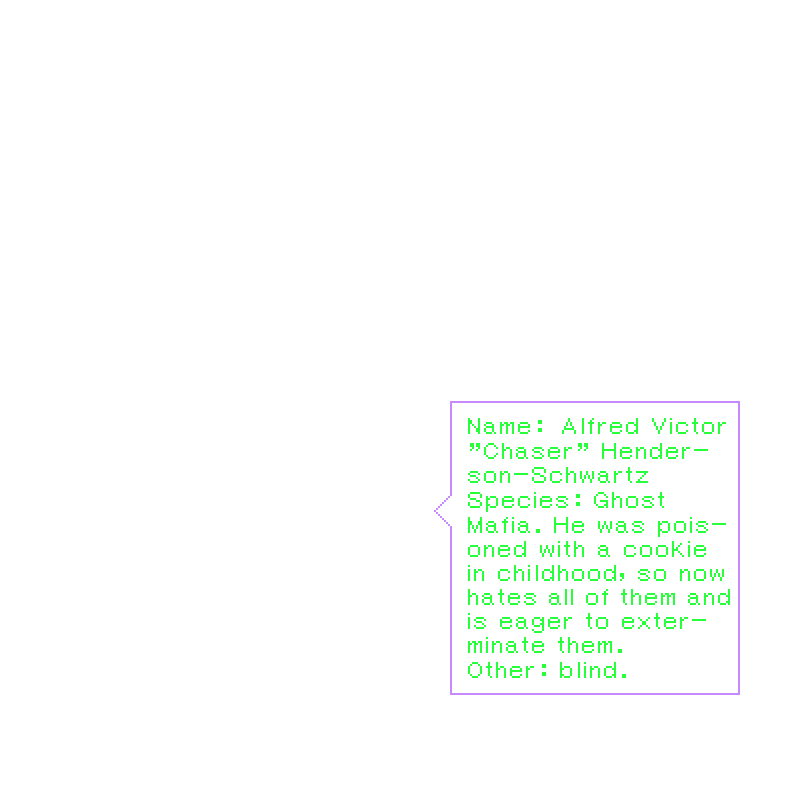 Name: Alfred Victor
"Chaser" Hender-
son-Schwartz
Species: Ghost
Mafia. He was pois-
oned with a cookie
in childhood, so now
hates all of them and
is eager to exter-
minate them.
Other: blind.